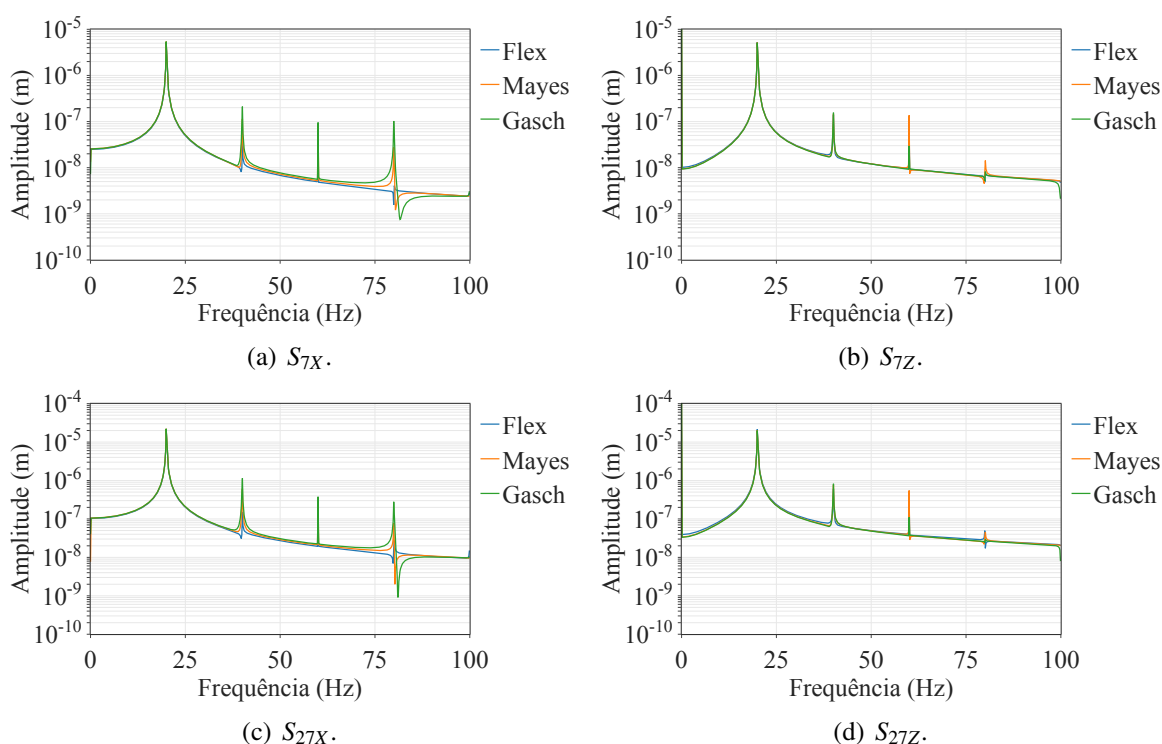 10-5
10-6
10-7
10-8
10-9
10-10
Amplitude (m)
0 25 50 75 100
Frequência (Hz)
Flex
Mayes
Gasch
(a) S7X.
10-5
10-6
10-7
10-8
10-9
10-10
Amplitude (m)
0 25 50 75 100
Frequência (Hz)
Flex
Mayes
Gasch
(b) S7Z.
10-4
10-5
10-6
10-7
10-8
10-9
10-10
Amplitude (m)
0 25 50 75 100
Frequência (Hz)
Flex
Mayes
Gasch
(c) S27X.
10-4
10-5
10-6
10-7
10-8
10-9
10-10
Amplitude (m)
0 25 50 75 100
Frequência (Hz)
Flex
Mayes
Gasch
(d) S27Z.